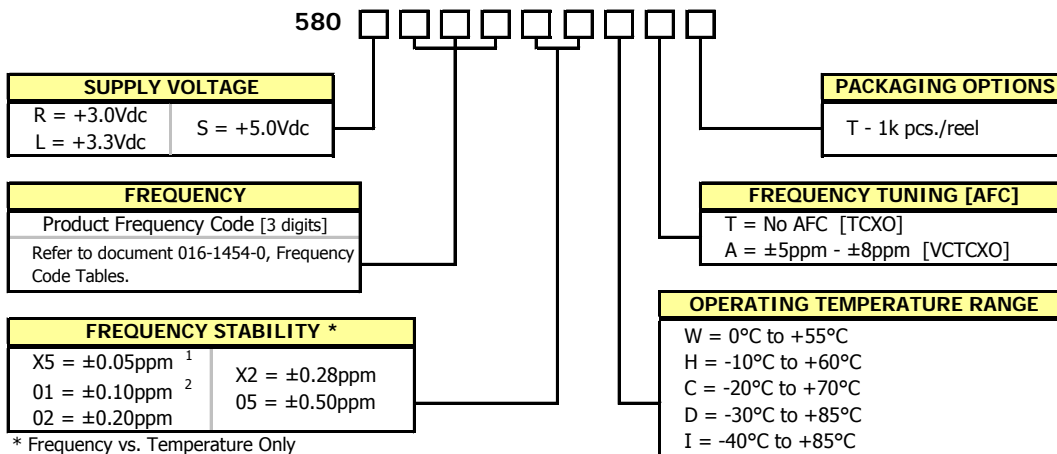 580
SUPPLY VOLTAGE
R = +3.0Vdc
L = +3.3Vdc
S = +5.0Vdc
PACKAGING OPTIONS
T - 1k pcs./reel
FREQUENCY
Product Frequency Code [3 digits]
Refer to document 016-1454-0, Frequency
Code Tables.
FREQUENCY TUNING [AFC]
T = No AFC [TCXO]
A = ±5ppm - ±8ppm [VCTCXO]
FREQUENCY STABILITY *
X5 = ±0.05ppm 1
01 = ±0.10ppm 2
02 = ±0.20ppm
X2 = ±0.28ppm
05 = ±0.50ppm
* Frequency vs. Temperature Only
OPERATING TEMPERATURE RANGE
W = 0°C to +55°C
H = -10°C to +60°C
C = -20°C to +70°C
D = -30°C to +85°C
I = -40°C to +85°C